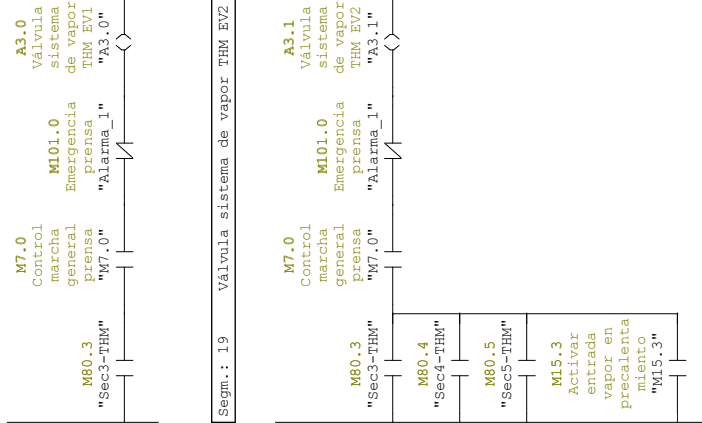 M80.3
"Sec3-THM"
M7.0
Control
marcha
general
prensa
"M7.0"
M101.0
Emergencia
prensa
"Alarma_1"
A3.0
Válvula
sistema
de vapor
THM EV1
"A3.0"
Segm.: 19 Válvula sistema de vapor THM EV2
M80.3
"Sec3-THM"
M7.0
Control
marcha
general
prensa
"M7.0"
M101.0
Emergencia
prensa
"Alarma_1"
A3.1
Válvula
sistema
de vapor
THM EV2
"A3.1"
M80.4
"Sec4-THM"
M80.5
"Sec5-THM"
M15.3
Activar
entrada
vapor en
precalenta
miento
"M15.3"